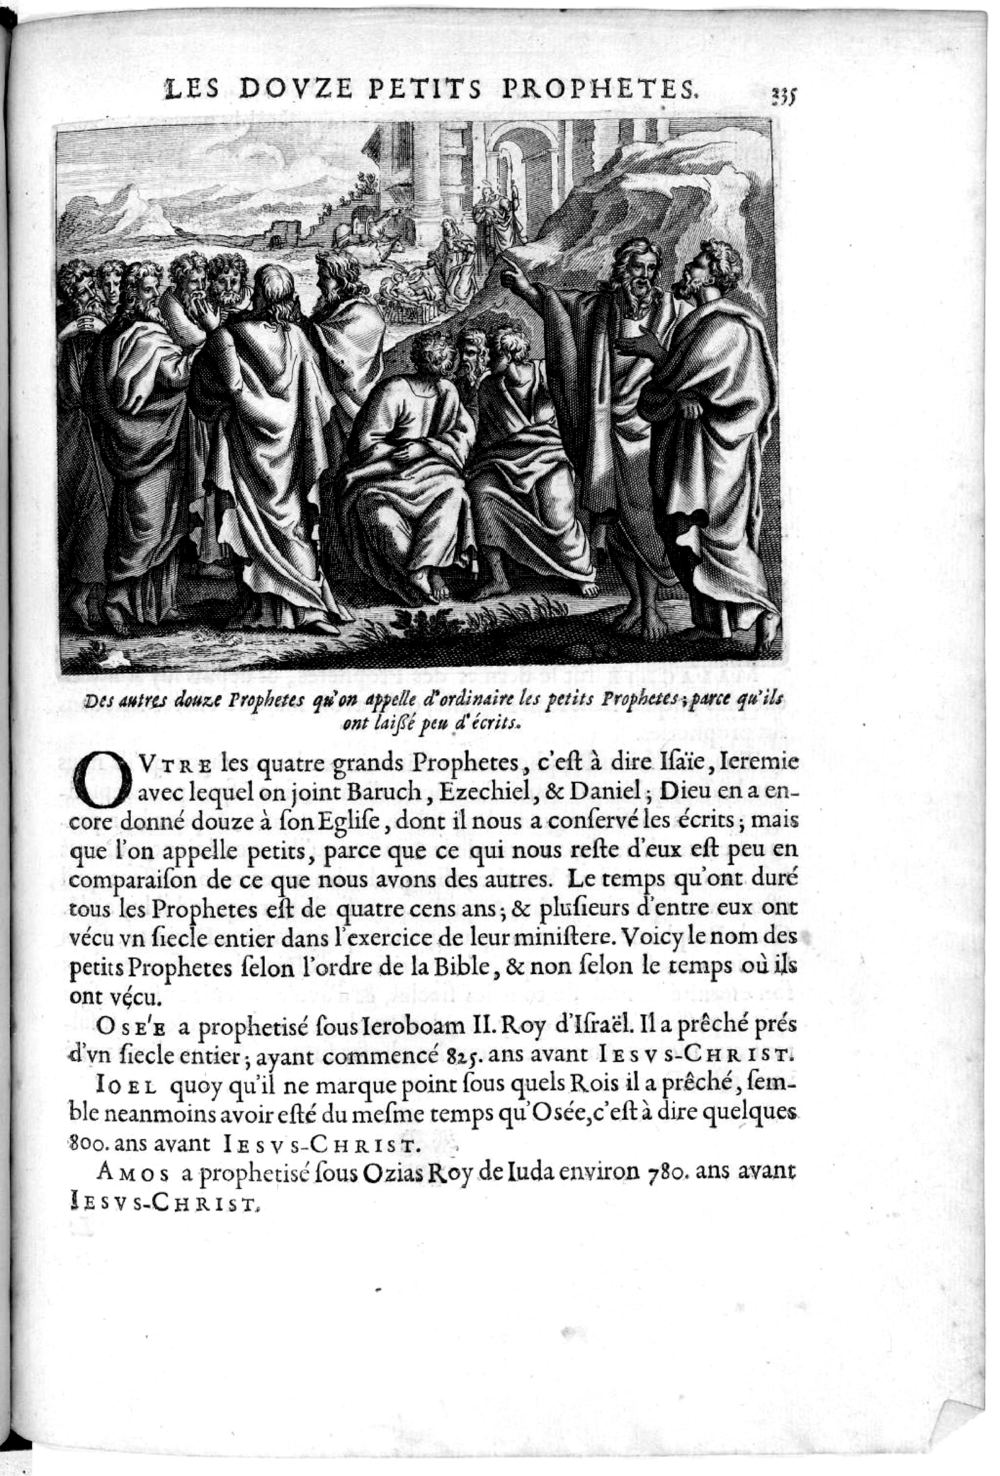 LES DOVZE PETITS PROPHETES.
335
Des autres douze Prophetes qu'on appelle d'ordinaire les petits Prophetes; parce qu'ils
ont laißé peu d'écrits.
OVTRE les quatre grands Prophetes, c'eſt à dire Iſaïe, Ieremie
avec lequel on joint Baruch, Ezechiel, & Daniel; Dieu en a en-
core donné douze à ſon Egliſe, dont il nous a conſervé les écrits; mais
que l'on appelle petits, parce que ce qui nous reſte d'eux eſt peu en
comparaiſon de ce que nous avons des autres. Le temps qu'ont duré
tous les Prophetes eſt de quatre cens ans; & pluſieurs d'entre eux ont
vécu vn ſiecle entier dans l'exercice de leur miniſtere. Voicy le nom des
petits Prophetes ſelon l'ordre de la Bible, & non ſelon le temps où ils
ont vécu.
OSE'E a prophetisé ſous Ieroboam II. Roy d'Iſraël. Il a prêché prés
d'vn ſiecle entier; ayant commencé 825. ans avant IESVS-CHRIST.
IOEL quoy qu'il ne marque point ſous quels Rois il a prêché, ſem-
ble neanmoins avoir eſté du meſme temps qu'Osée, c'eſt à dire quelques
800. ans avant IESVS-CHRIST.
AMOS a prophetisé ſous Ozias Roy de Iuda environ 780. ans avant
IESVS-CHRIST.